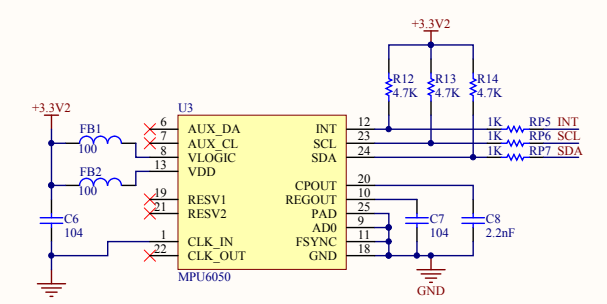 +3.3V2
R12 R13 R14
4.7K 4.7K 4.7K
+3.3V2
U3
FB1
100
FB2
100
C6
104
6 AUX_DA
7 AUX_CL
8 VLOGIC
13 VDD
19 RESV1
21 RESV2
1 CLK_IN
22 CLK_OUT
MPU6050
INT 12 1K RP5 INT
SCL 23 1K RP6 SCL
SDA 24 1K RP7 SDA
CPOUT 20
REGOUT 10
PAD 25
AD0 9
FSYNC 11
GND 18
C7
104
C8
2.2nF
GND